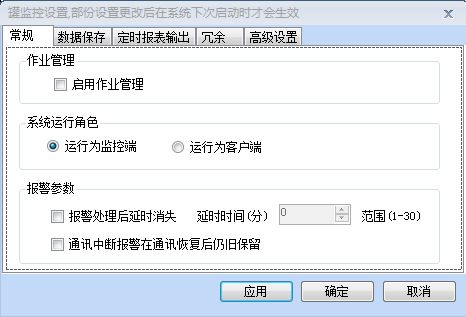 罐监控设置,部份设置更改后在系统下次启动时才会生效
常规 数据保存 定时报表输出 冗余 高级设置
作业管理
启用作业管理
系统运行角色
运行为监控端 运行为客户端
报警参数
报警处理后延时消失 延时时间(分) 0 范围(1-30)
通讯中断报警在通讯恢复后仍旧保留
应用 确定 取消